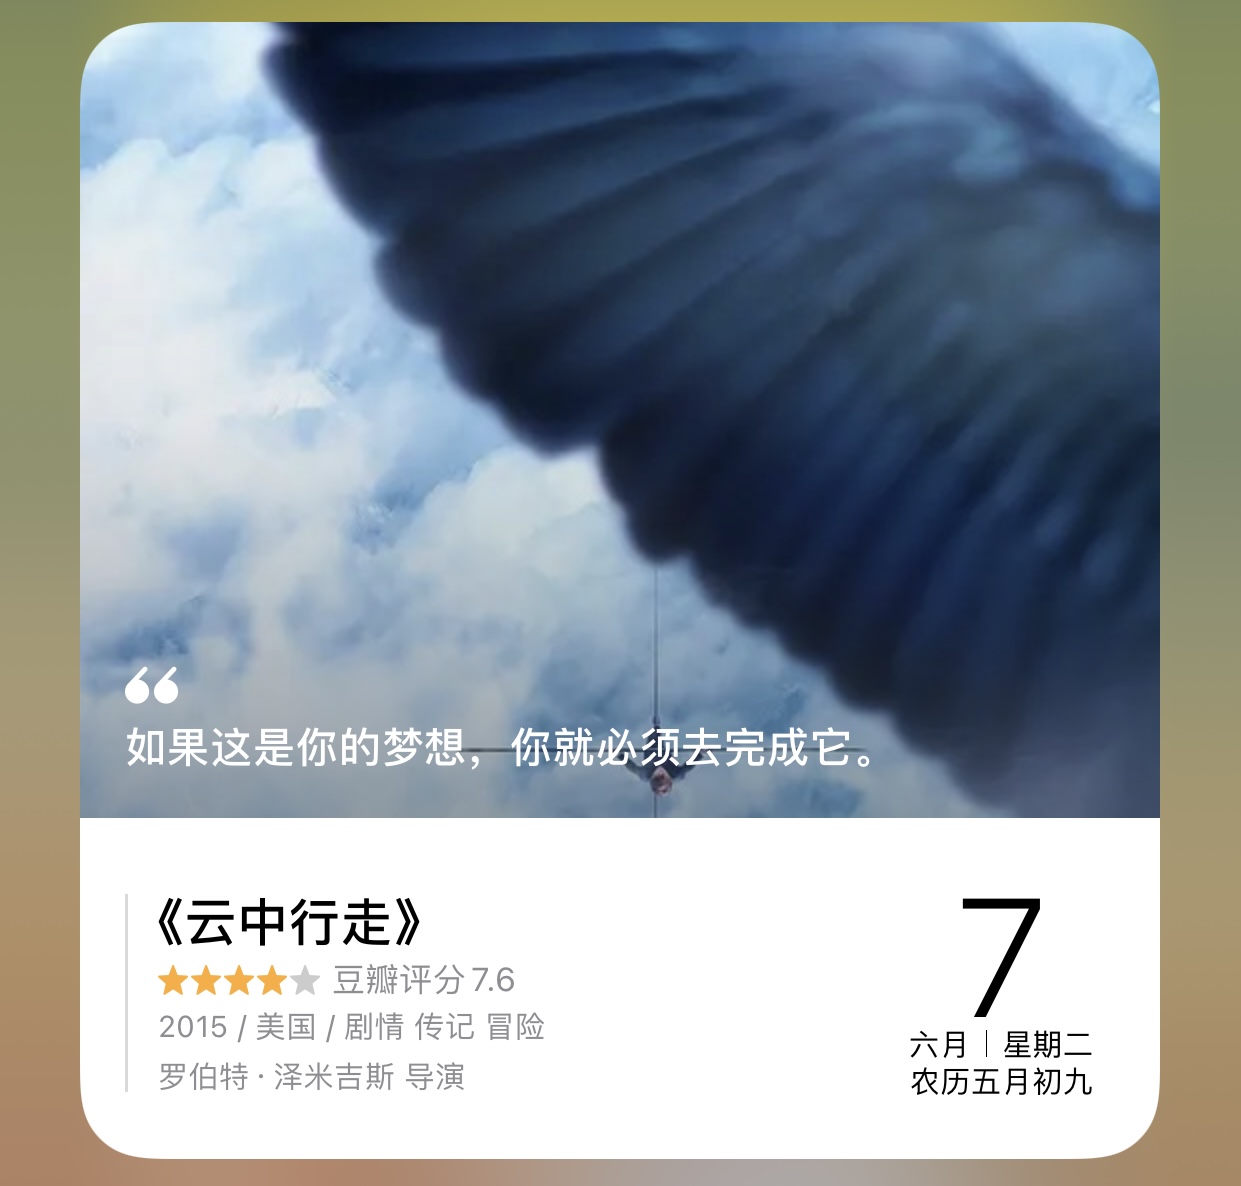 如果这是你的梦想，你就必须去完成它。
《云中行走》
豆瓣评分 7.6
2015 / 美国 / 剧情 传记 冒险
罗伯特 · 泽米吉斯 导演
7
六月 | 星期二
农历五月初九